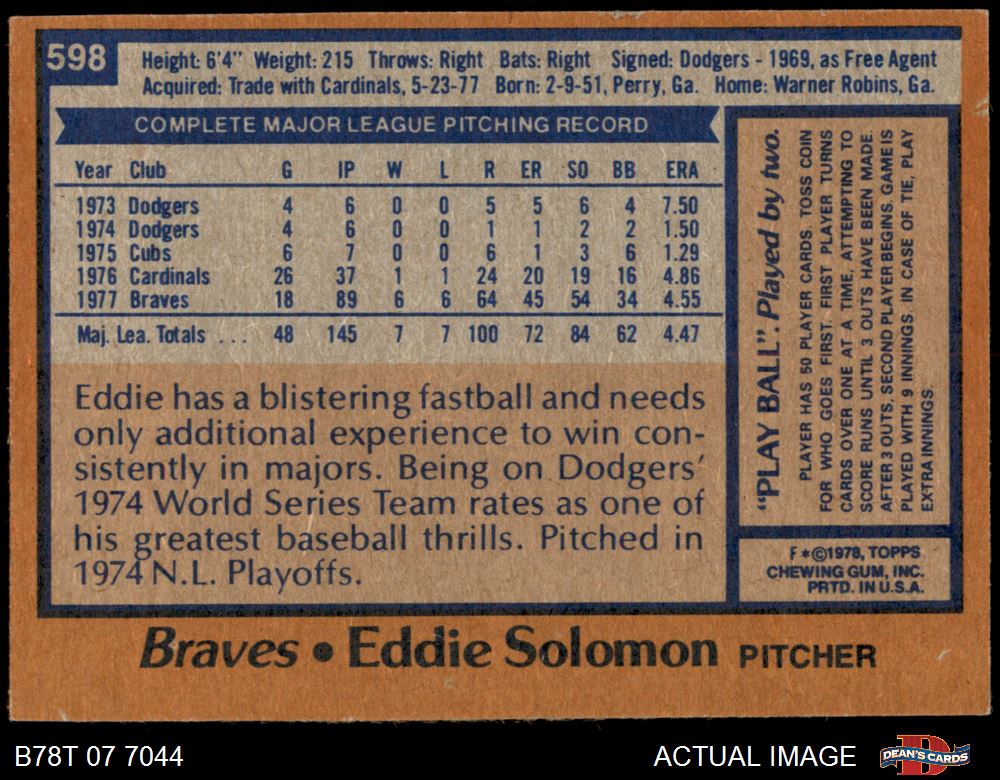 598
Height: 6'4" Weight: 215 Throws: Right Bats: Right Signed: Dodgers - 1969, as Free Agent
Acquired: Trade with Cardinals, 5-23-77 Born: 2-9-51, Perry, Ga. Home: Warner Robins, Ga.
COMPLETE MAJOR LEAGUE PITCHING RECORD
Year Club G IP W L R ER SO BB ERA
1973 Dodgers 4 6 0 0 5 5 6 4 7.50
1974 Dodgers 4 6 0 0 1 1 2 2 1.50
1975 Cubs 6 7 0 0 6 1 3 6 1.29
1976 Cardinals 26 37 1 1 24 20 19 16 4.86
1977 Braves 18 89 6 6 64 45 54 34 4.55
Maj. Lea. Totals ... 48 145 7 7 100 72 84 62 4.47
Eddie has a blistering fastball and needs
only additional experience to win con-
sistently in majors. Being on Dodgers'
1974 World Series Team rates as one of
his greatest baseball thrills. Pitched in
1974 N.L. Playoffs.
"PLAY BALL". Played by two.
PLAYER HAS 50 PLAYER CARDS. TOSS COIN
FOR WHO GOES FIRST. FIRST PLAYER TURNS
CARDS OVER ONE AT A TIME, ATTEMPTING TO
SCORE RUNS UNTIL 3 OUTS HAVE BEEN MADE.
AFTER 3 OUTS, SECOND PLAYER BEGINS. GAME IS
PLAYED WITH 9 INNINGS. IN CASE OF TIE, PLAY
EXTRA INNINGS.
F*©1978, TOPPS
CHEWING GUM, INC.
PRTD. IN U.S.A.
Braves • Eddie Solomon PITCHER
B78T 07 7044
ACTUAL IMAGE
DEAN'S CARDS